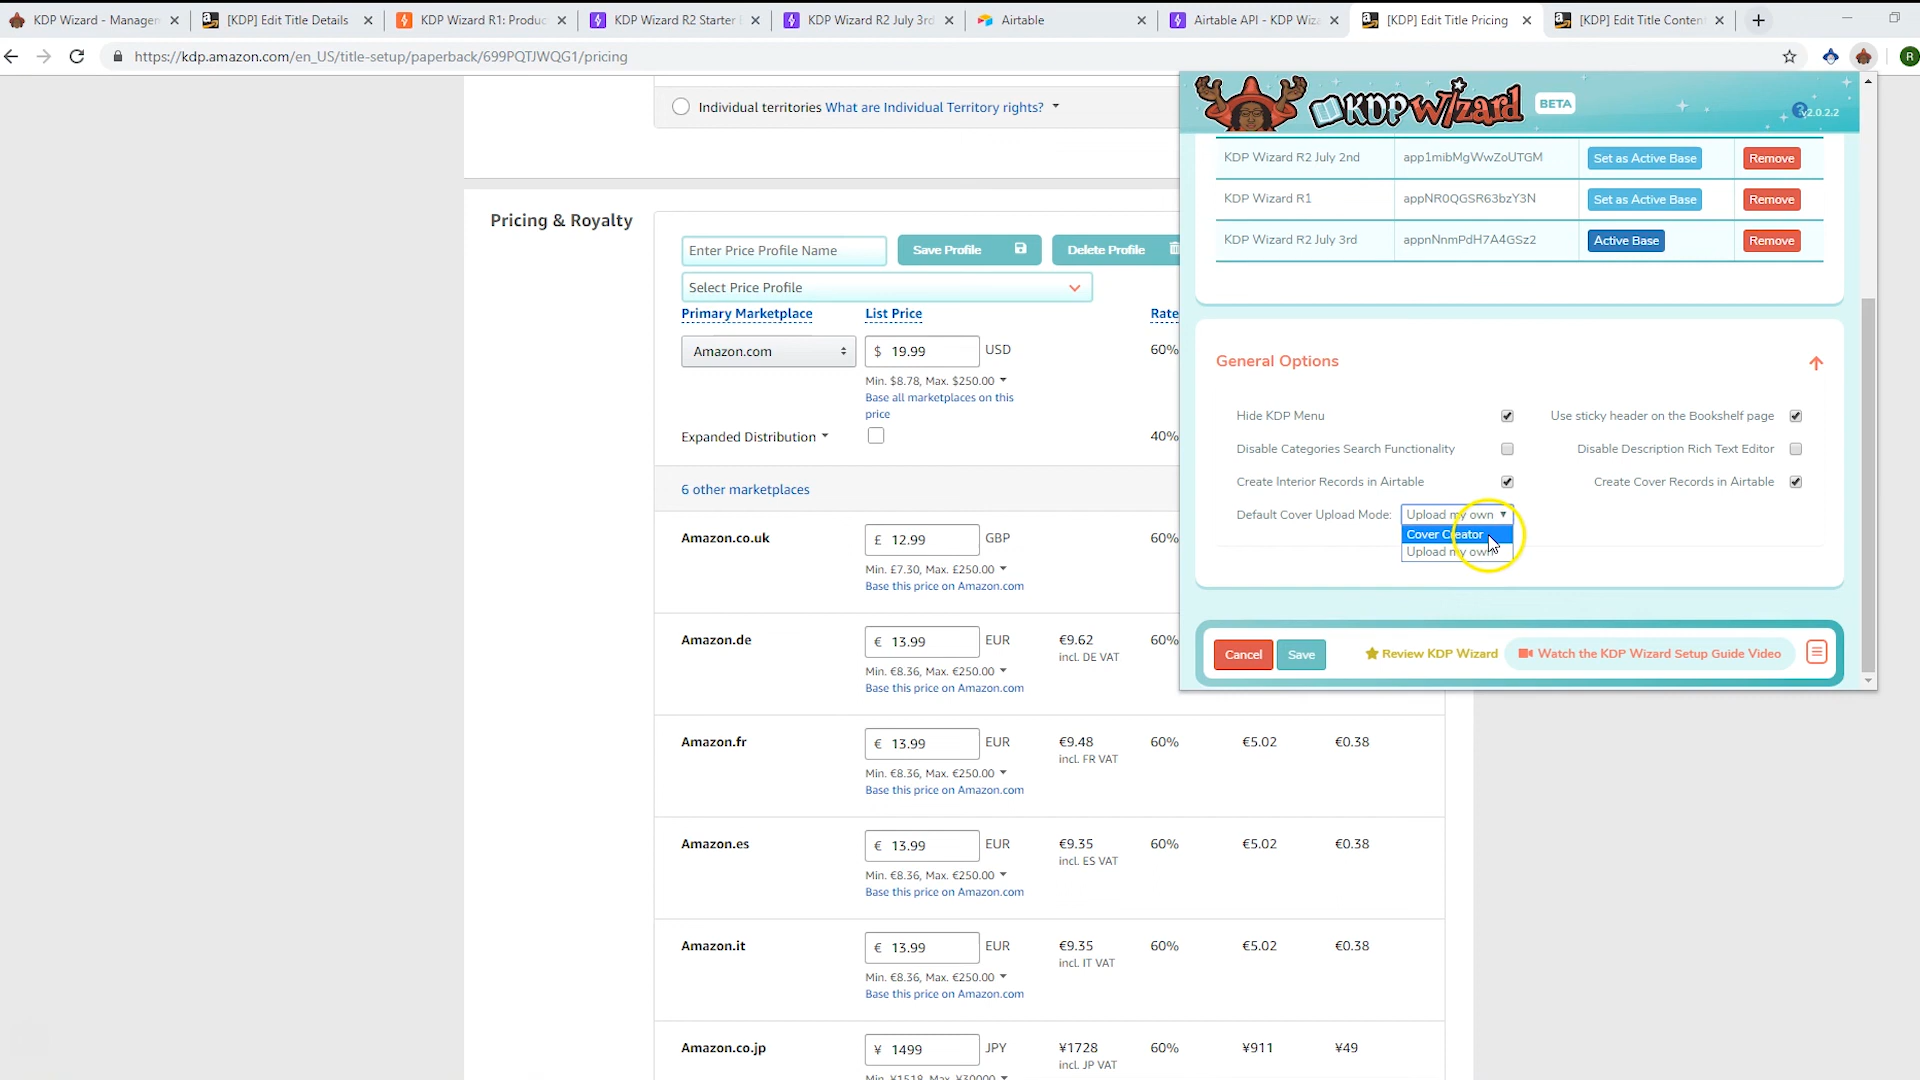 KDP Wizard - Managem
[KDP] Edit Title Details
KDP Wizard R1: Produc
KDP Wizard R2 Starter
KDP Wizard R2 July 3rd
Airtable
Airtable API - KDP Wiza
[KDP] Edit Title Pricing
[KDP] Edit Title Conten
https://kdp.amazon.com/en_US/title-setup/paperback/699PQTJWQG1/pricing
R
Individual territories What are Individual Territory rights?
Pricing & Royalty
Enter Price Profile Name
Save Profile
Delete Profile
Select Price Profile
Primary Marketplace
List Price
Rate
Amazon.com
$ 19.99
USD
60%
Min. $8.78, Max. $250.00
Base all marketplaces on this
price
Expanded Distribution
40%
6 other marketplaces
Amazon.co.uk
£ 12.99
GBP
60%
Min. £7.30, Max. £250.00
Base this price on Amazon.com
Amazon.de
€ 13.99
EUR
€9.62
60%
incl. DE VAT
Min. €8.36, Max. €250.00
Base this price on Amazon.com
Amazon.fr
€ 13.99
EUR
€9.48
60%
€5.02
€0.38
incl. FR VAT
Min. €8.36, Max. €250.00
Base this price on Amazon.com
Amazon.es
€ 13.99
EUR
€9.35
60%
€5.02
€0.38
incl. ES VAT
Min. €8.36, Max. €250.00
Base this price on Amazon.com
Amazon.it
€ 13.99
EUR
€9.35
60%
€5.02
€0.38
incl. IT VAT
Min. €8.36, Max. €250.00
Base this price on Amazon.com
Amazon.co.jp
¥ 1499
JPY
¥1728
60%
¥911
¥49
incl. JP VAT
Min. ¥1518, Max. ¥30000
KDP Wizard
BETA
v2.0.2.2
KDP Wizard R2 July 2nd
app1mibMgWwZoUTGM
Set as Active Base
Remove
KDP Wizard R1
appNR0QGSR63bzY3N
Set as Active Base
Remove
KDP Wizard R2 July 3rd
appnNnmPdH7A4GSz2
Active Base
Remove
General Options
Hide KDP Menu
Use sticky header on the Bookshelf page
Disable Categories Search Functionality
Disable Description Rich Text Editor
Create Interior Records in Airtable
Create Cover Records in Airtable
Default Cover Upload Mode:
Upload my own
Cover Creator
Upload my own
Cancel
Save
Review KDP Wizard
Watch the KDP Wizard Setup Guide Video